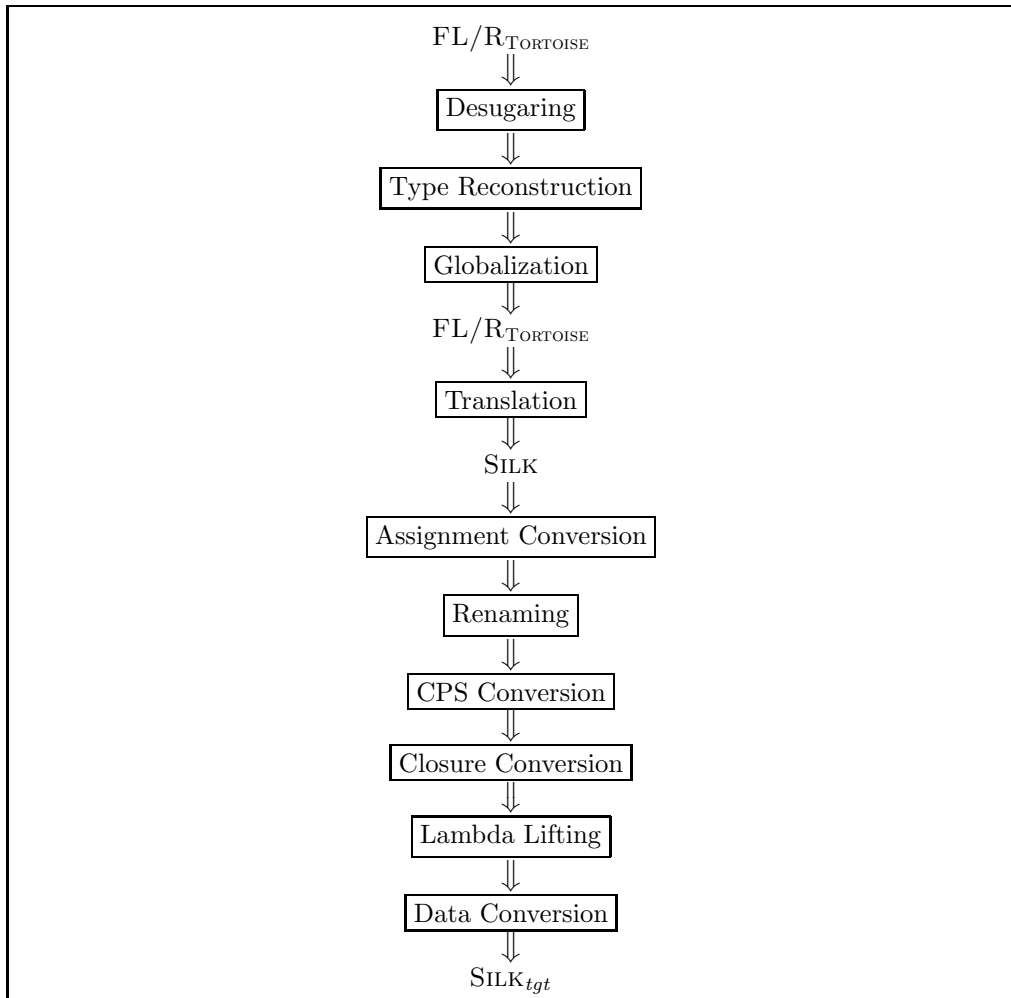 FL/R_TORTOISE
Desugaring
Type Reconstruction
Globalization
FL/R_TORTOISE
Translation
SILK
Assignment Conversion
Renaming
CPS Conversion
Closure Conversion
Lambda Lifting
Data Conversion
SILK_tgt